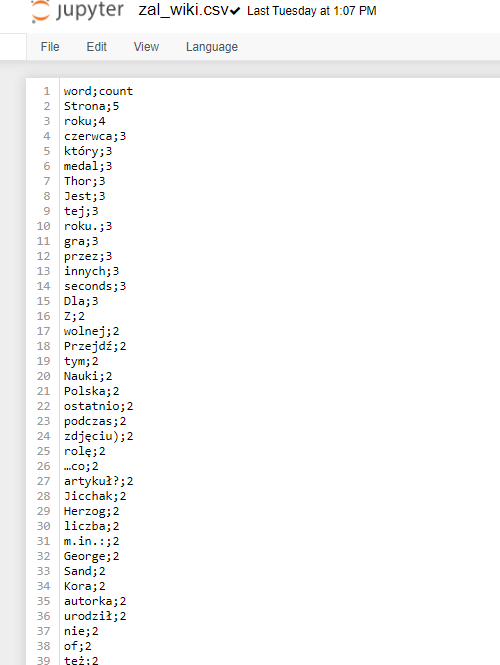 jupyter zal_wiki.csv✔ Last Tuesday at 1:07 PM
File Edit View Language
1 word;count
2 Strona;5
3 roku;4
4 czerwca;3
5 który;3
6 medal;3
7 Thor;3
8 Jest;3
9 tej;3
10 roku.;3
11 gra;3
12 przez;3
13 innych;3
14 seconds;3
15 Dla;3
16 Z;2
17 wolnej;2
18 Przejdź;2
19 tym;2
20 Nauki;2
21 Polska;2
22 ostatnio;2
23 podczas;2
24 zdjęciu);2
25 rolę;2
26 …co;2
27 artykuł?;2
28 Jicchak;2
29 Herzog;2
30 liczba;2
31 m.in.:;2
32 George;2
33 Sand;2
34 Kora;2
35 autorka;2
36 urodził;2
37 nie;2
38 of;2
39 też;2